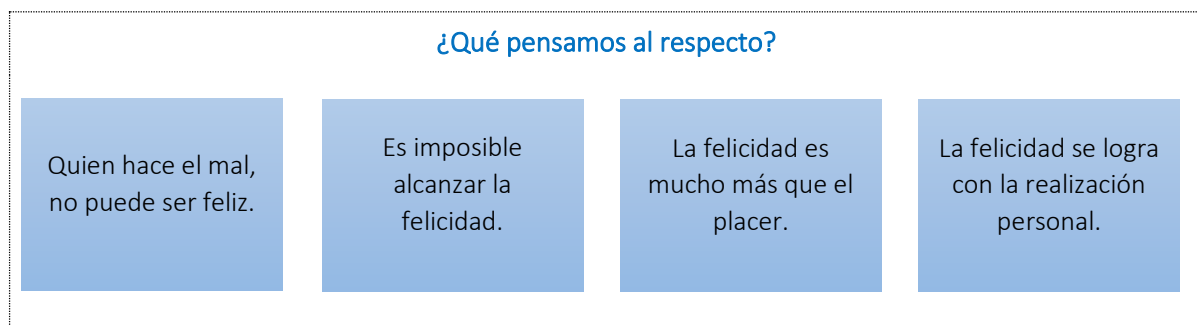 ¿Qué pensamos al respecto?
Quien hace el mal,
no puede ser feliz.
Es imposible
alcanzar la
felicidad.
La felicidad es
mucho más que el
placer.
La felicidad se logra
con la realización
personal.